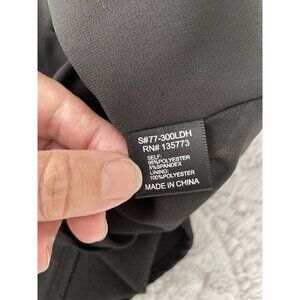 S#77-300LDH
RN# 135773
SELF:
95%POLYESTER
5%SPANDEX
LINING:
100%POLYESTER
MADE IN CHINA